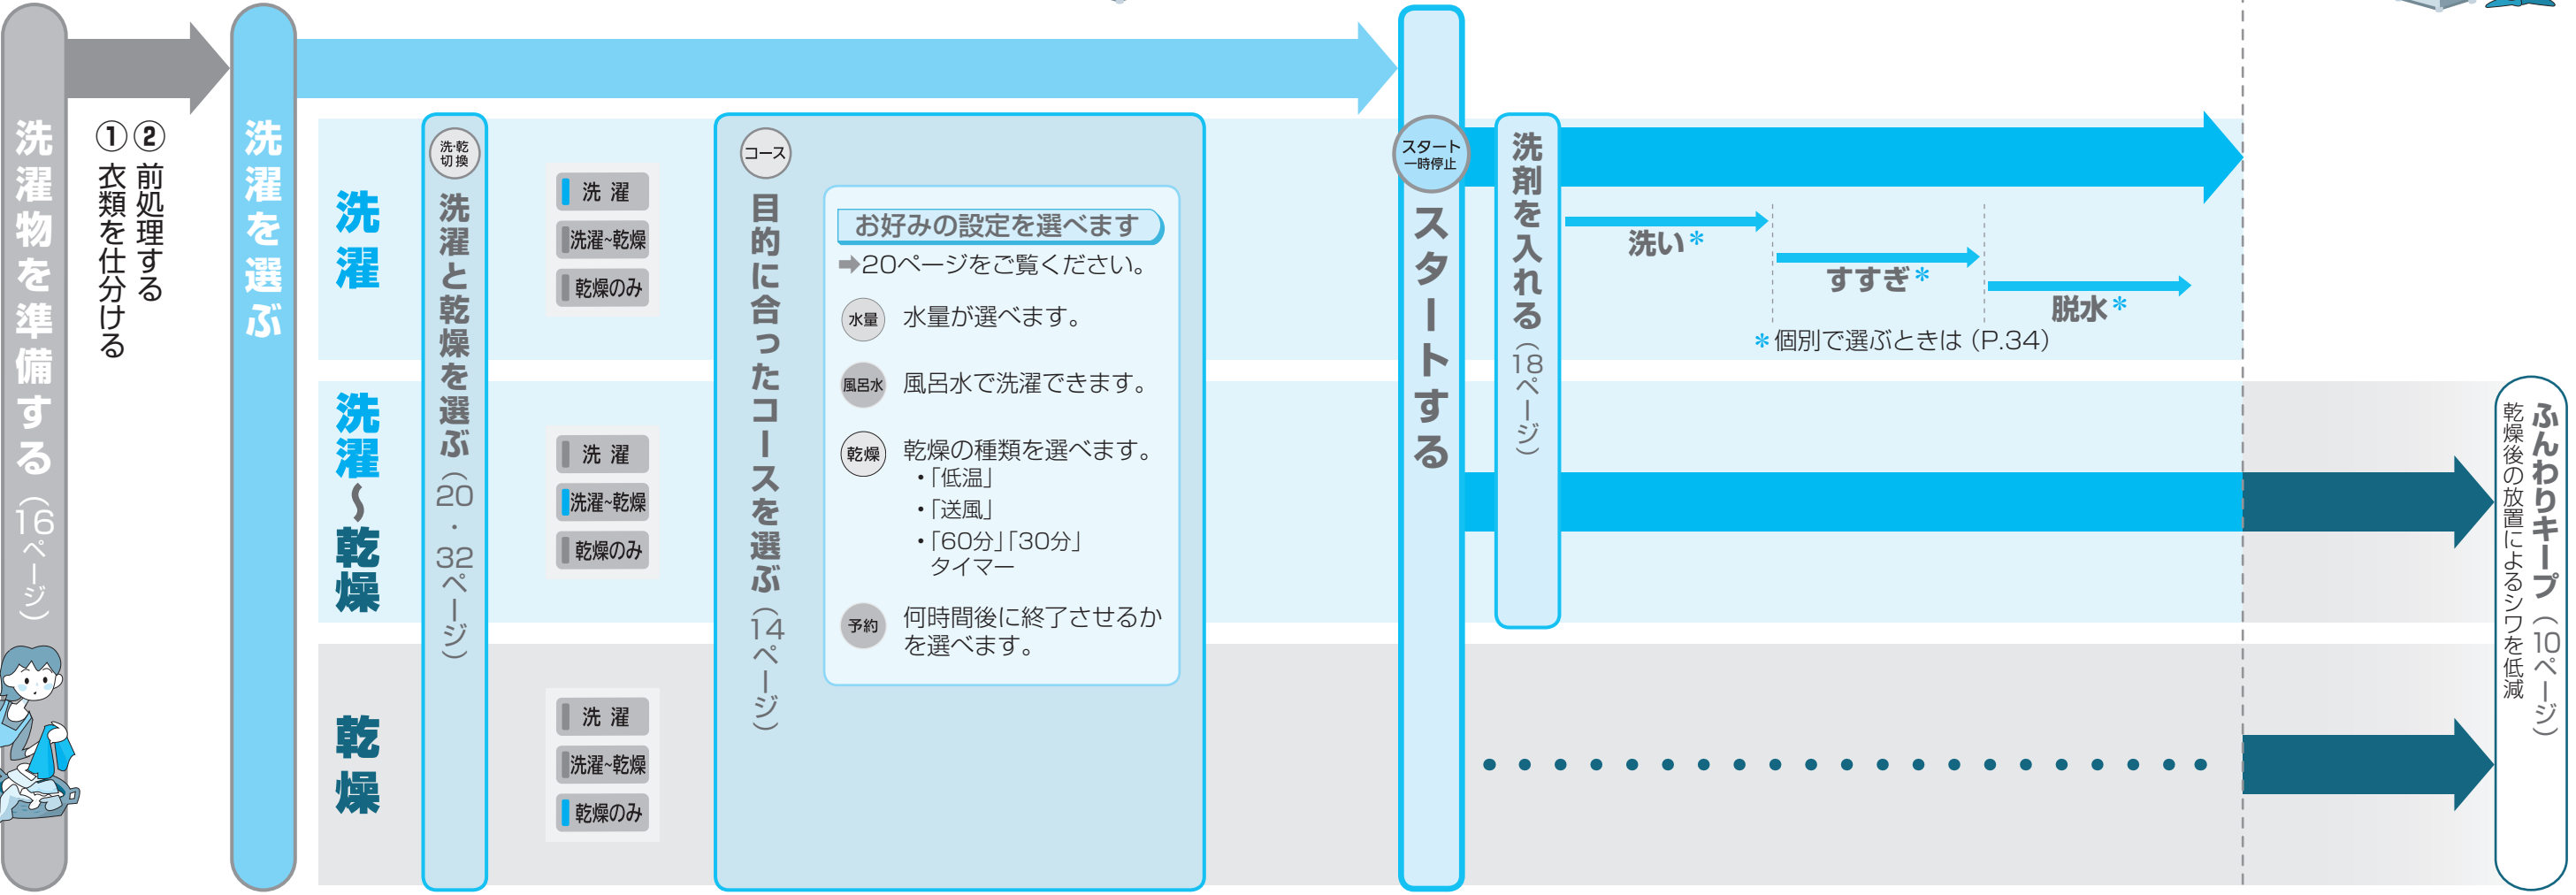 洗濯物を準備する（16ページ）
① 衣類を仕分ける
② 前処理する
洗濯を選ぶ
洗濯
洗濯～乾燥
乾燥
洗・乾
切換
洗濯と乾燥を選ぶ（20・32ページ）
洗濯
洗濯~乾燥
乾燥のみ
洗濯
洗濯~乾燥
乾燥のみ
洗濯
洗濯~乾燥
乾燥のみ
コース
目的に合ったコースを選ぶ（14ページ）
お好みの設定を選べます
➡20ページをご覧ください。
水量 水量が選べます。
風呂水 風呂水で洗濯できます。
乾燥 乾燥の種類を選べます。
・「低温」
・「送風」
・「60分」「30分」
タイマー
予約 何時間後に終了させるか
を選べます。
スタート
一時停止
スタートする
洗剤を入れる（18ページ）
洗い＊
すすぎ＊
脱水＊
＊個別で選ぶときは（P.34）
ふんわりキープ（10ページ）
乾燥後の放置によるシワを低減